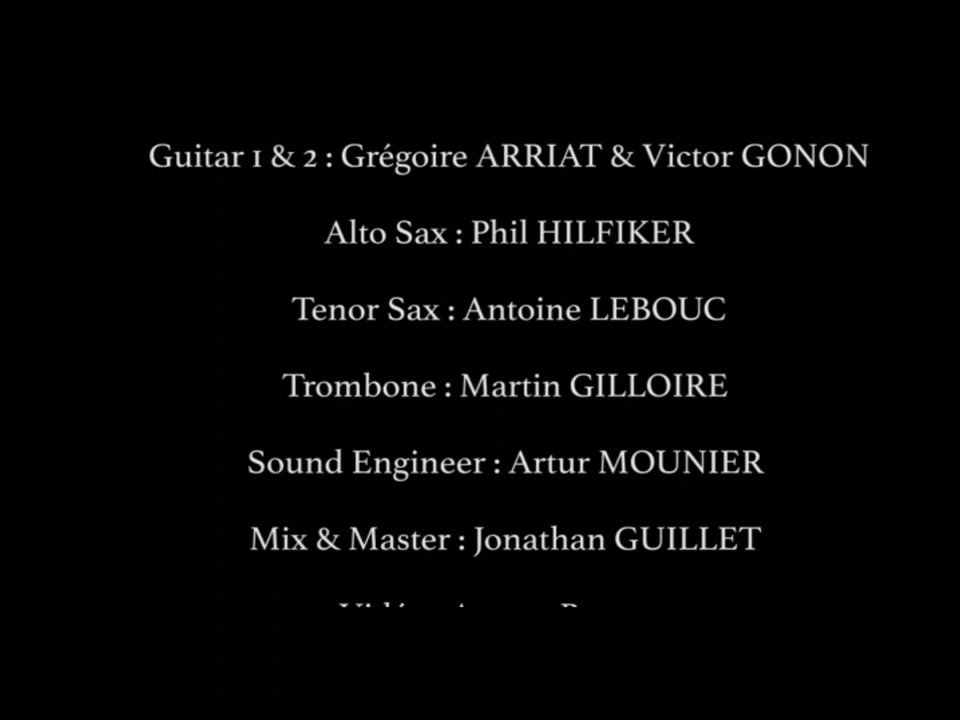 Guitar 1 & 2 : Grégoire ARRIAT & Victor GONON
Alto Sax : Phil HILFIKER
Tenor Sax : Antoine LEBOUC
Trombone : Martin GILLOIRE
Sound Engineer : Artur MOUNIER
Mix & Master : Jonathan GUILLET